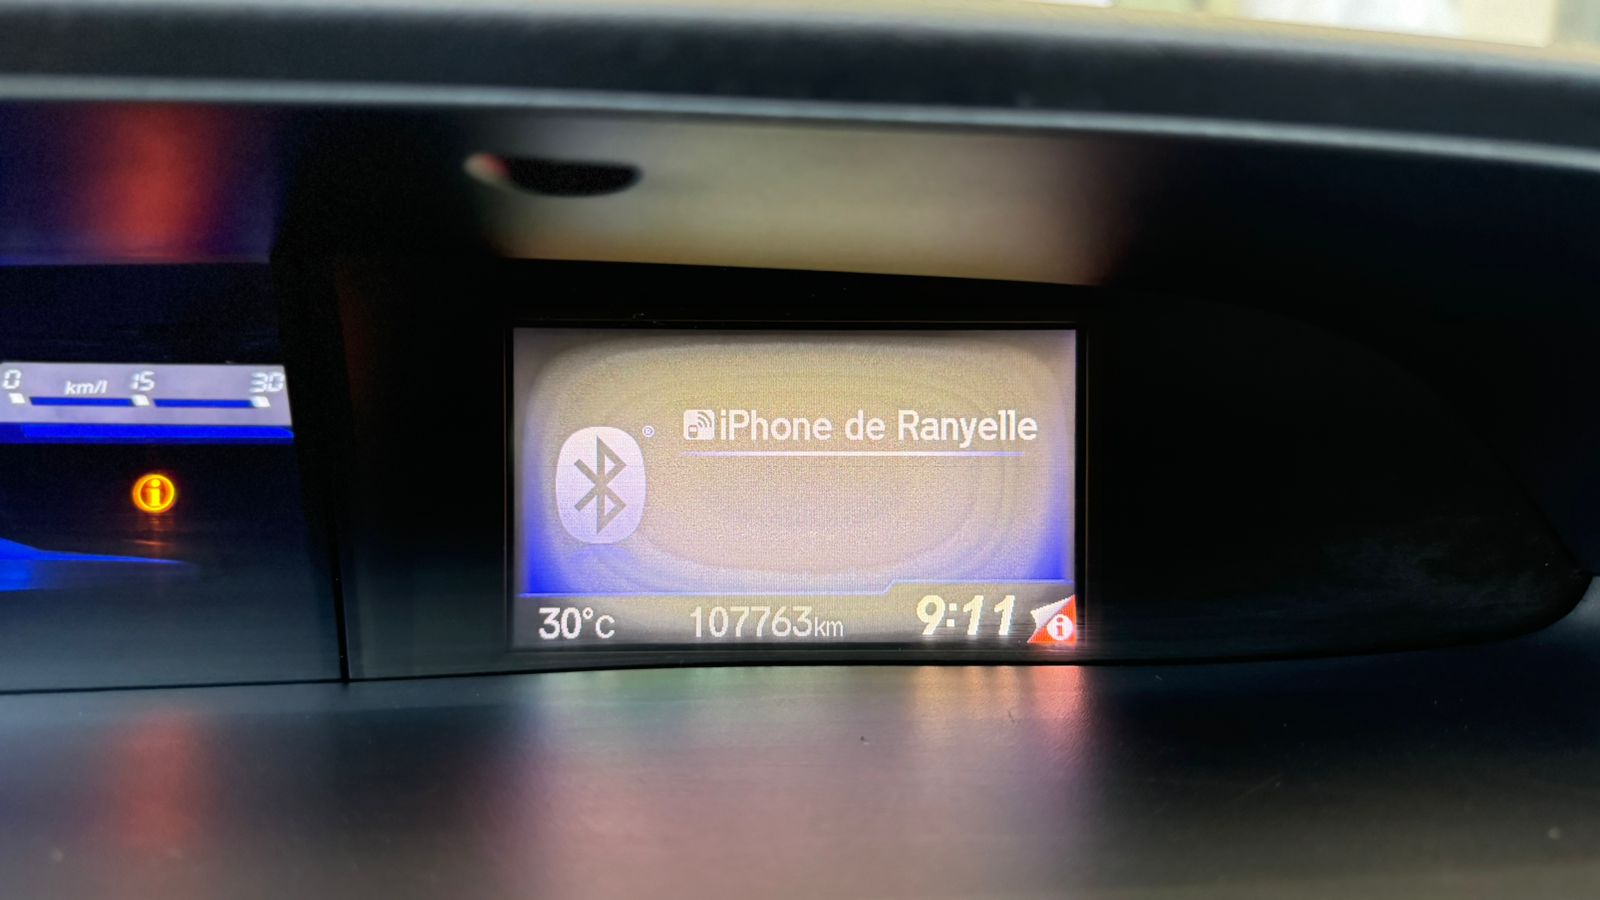 0 km/l 15 30
i
® iPhone de Ranyelle
30°C 107763km 9:11 i